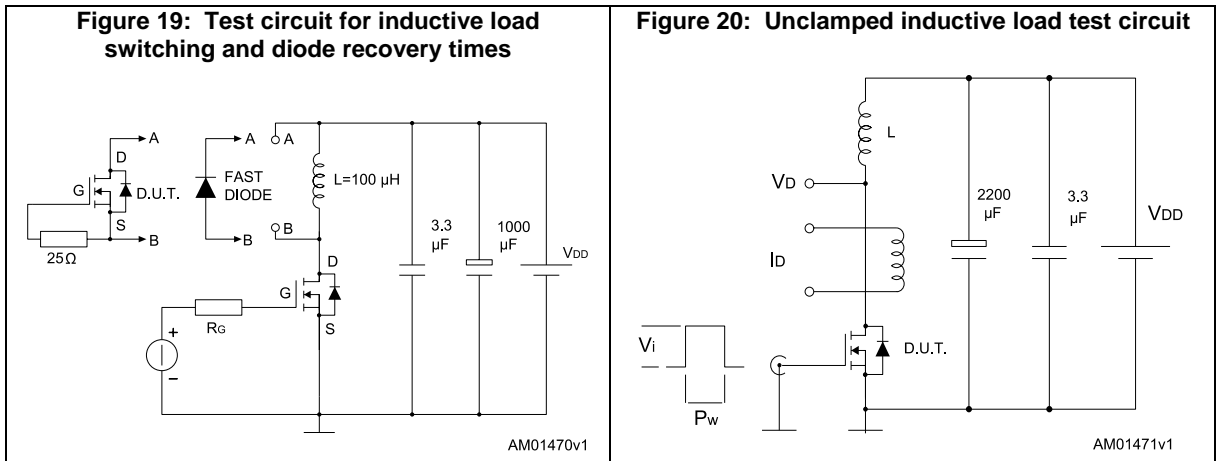 Figure 19: Test circuit for inductive load
switching and diode recovery times
A
D
G
D.U.T.
S
B
25Ω
A
FAST
DIODE
B
A
B
L=100 µH
3.3
µF
1000
µF
VDD
D
G
S
RG
+
–
AM01470v1
Figure 20: Unclamped inductive load test circuit
L
VD
ID
2200
µF
3.3
µF
VDD
Vi
Pw
D.U.T.
AM01471v1